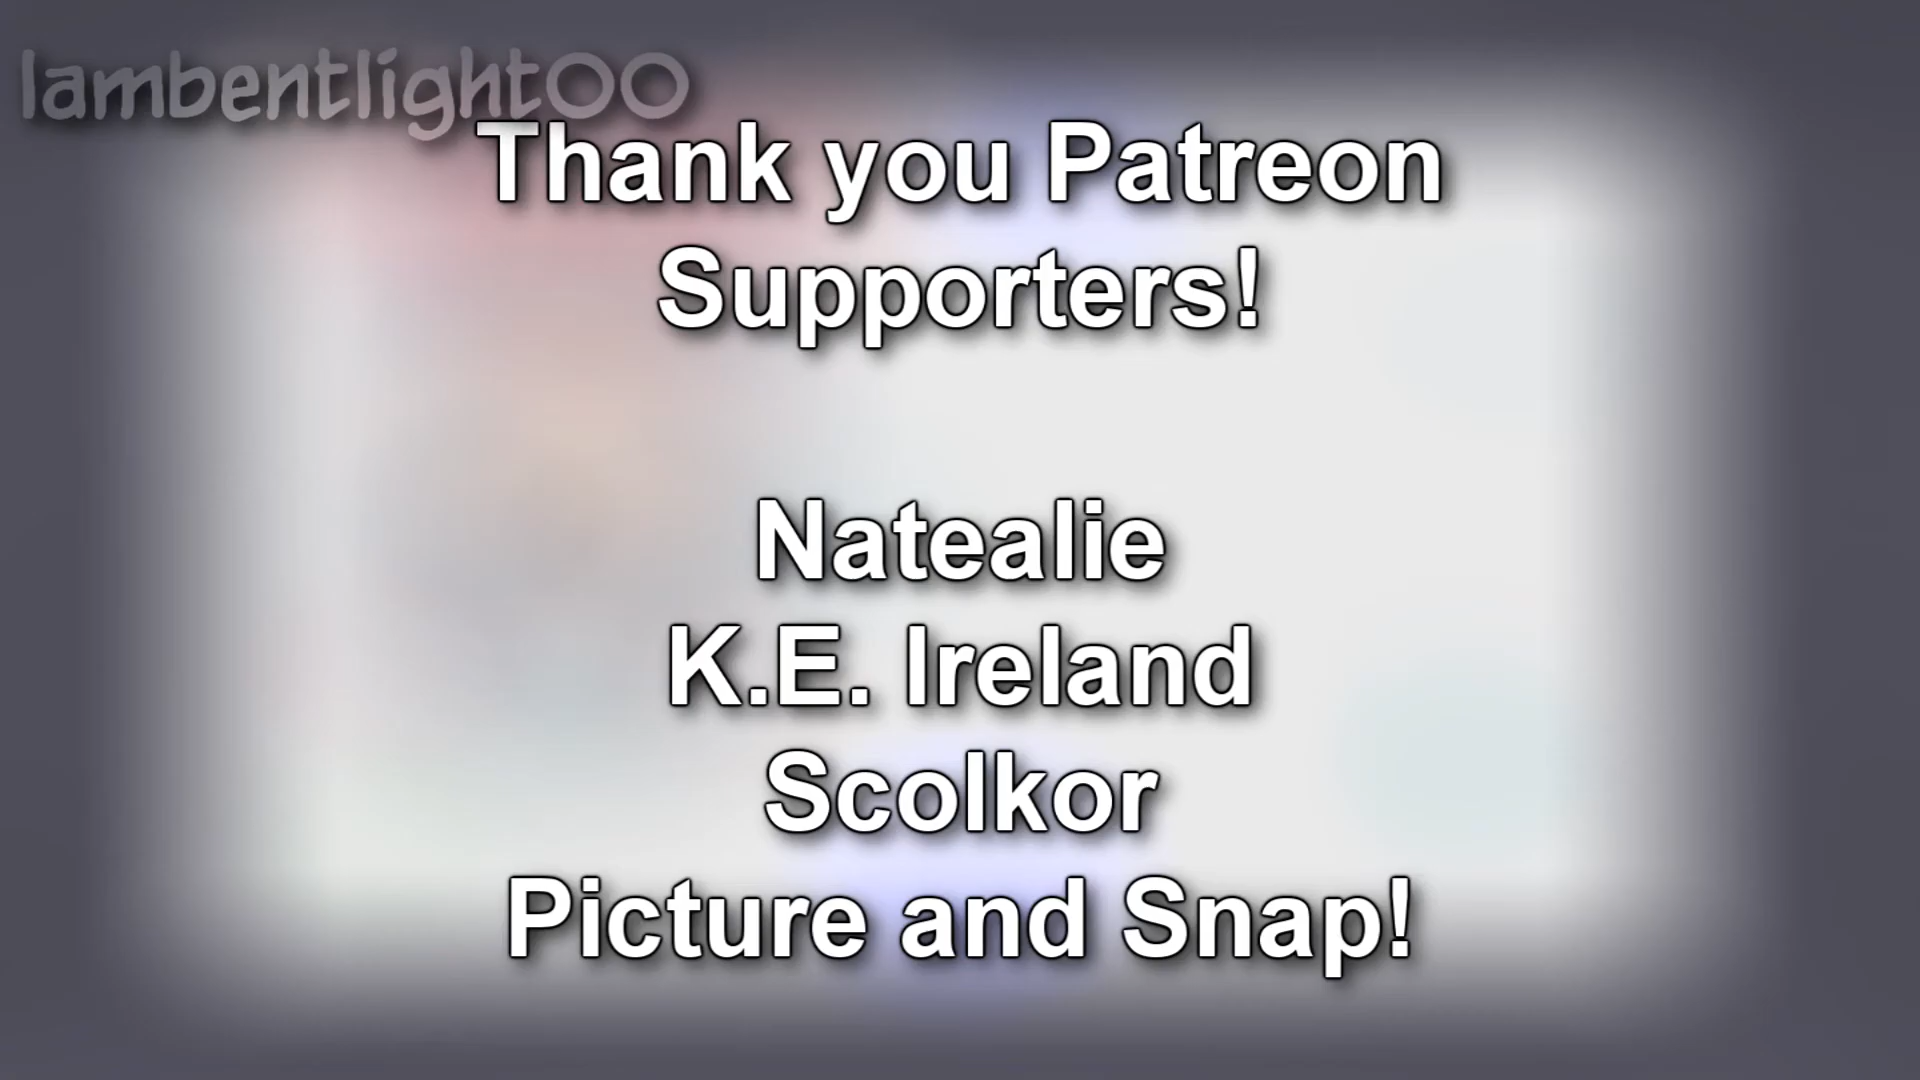 lambentlight00
Thank you Patreon
Supporters!
Natealie
K.E. Ireland
Scolkor
Picture and Snap!